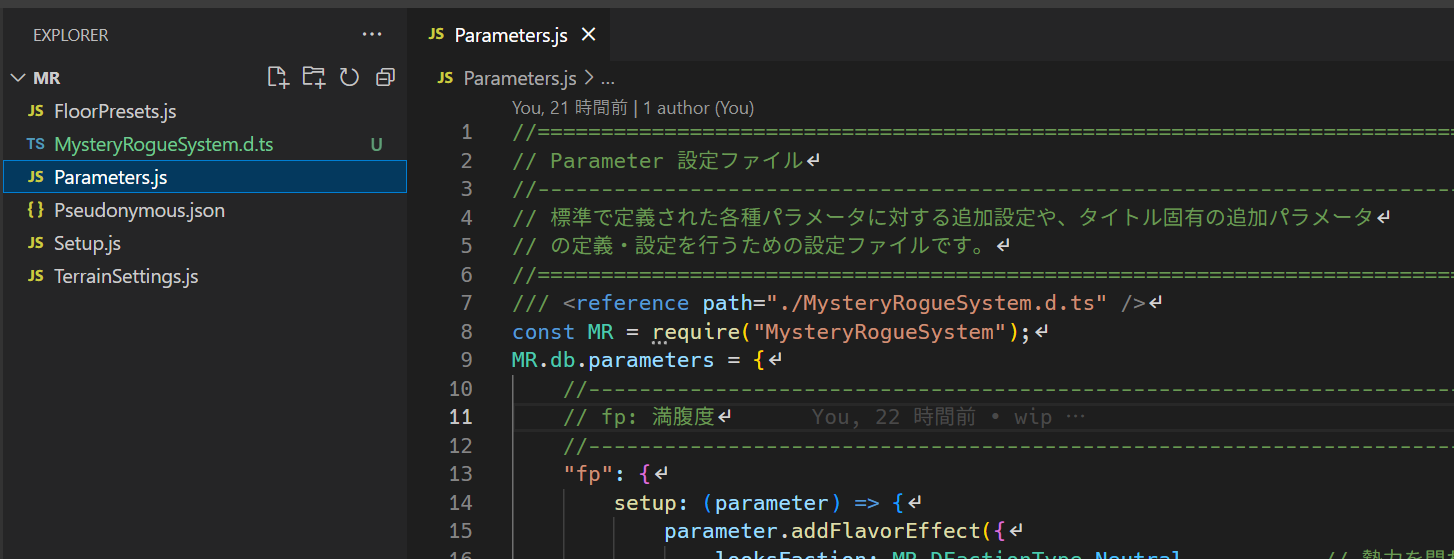 EXPLORER
MR
JS FloorPresets.js
TS MysteryRogueSystem.d.ts U
JS Parameters.js
{} Pseudonymous.json
JS Setup.js
JS TerrainSettings.js
JS Parameters.js
JS Parameters.js > ...
You, 21 時間前 | 1 author (You)
1 //=========================================================================
2 // Parameter 設定ファイル↵
3 //-------------------------------------------------------------------------
4 // 標準で定義された各種パラメータに対する追加設定や、タイトル固有の追加パラメータ↵
5 // の定義・設定を行うための設定ファイルです。↵
6 //=========================================================================
7 /// <reference path="./MysteryRogueSystem.d.ts" />↵
8 const MR = require("MysteryRogueSystem");↵
9 MR.db.parameters = {↵
10 //---------------------------------------------------------------------
11 // fp: 満腹度↵ You, 22 時間前 • wip …
12 //---------------------------------------------------------------------
13 "fp": {↵
14 setup: (parameter) => {↵
15 parameter.addFlavorEffect({↵
16 looksFaction: MR.DFactionType.Neutral